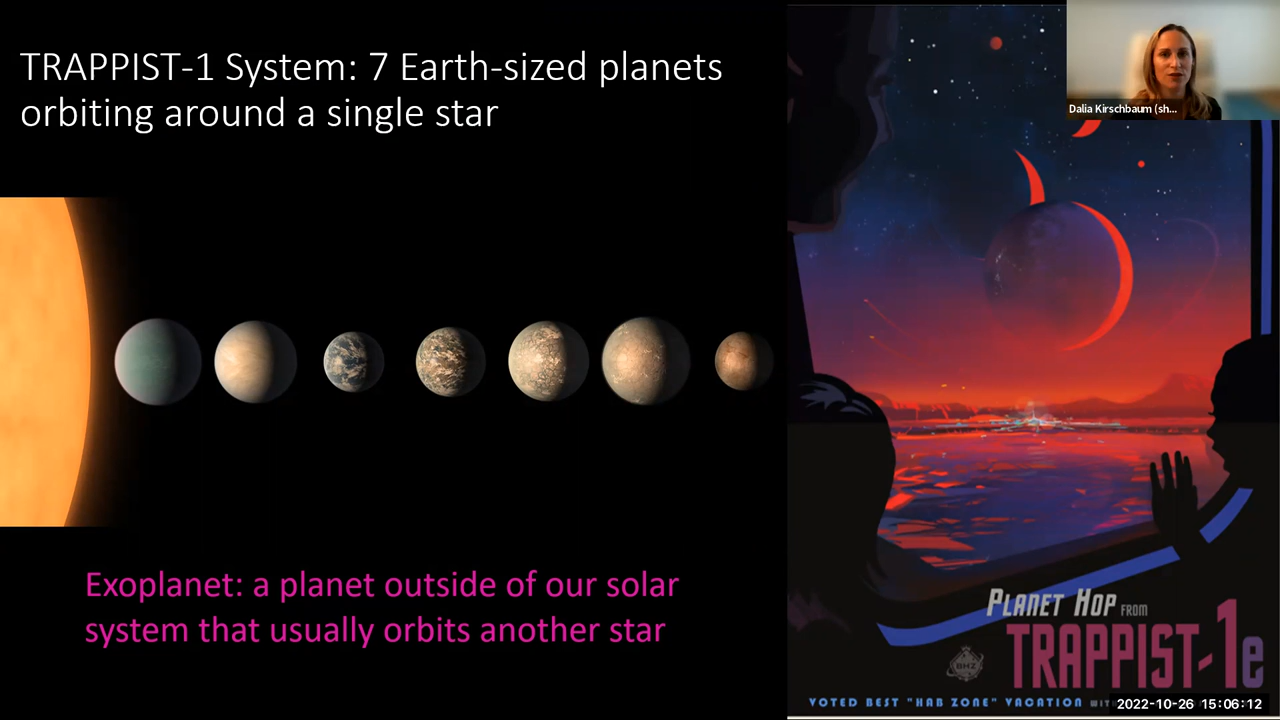 TRAPPIST-1 System: 7 Earth-sized planets
orbiting around a single star
Dalia Kirschbaum (sh...
Exoplanet: a planet outside of our solar
system that usually orbits another star
PLANET HOP FROM
TRAPPIST-1e
BHZ
VOTED BEST "HAB ZONE" VACATION WIT
2022-10-26 15:06:12